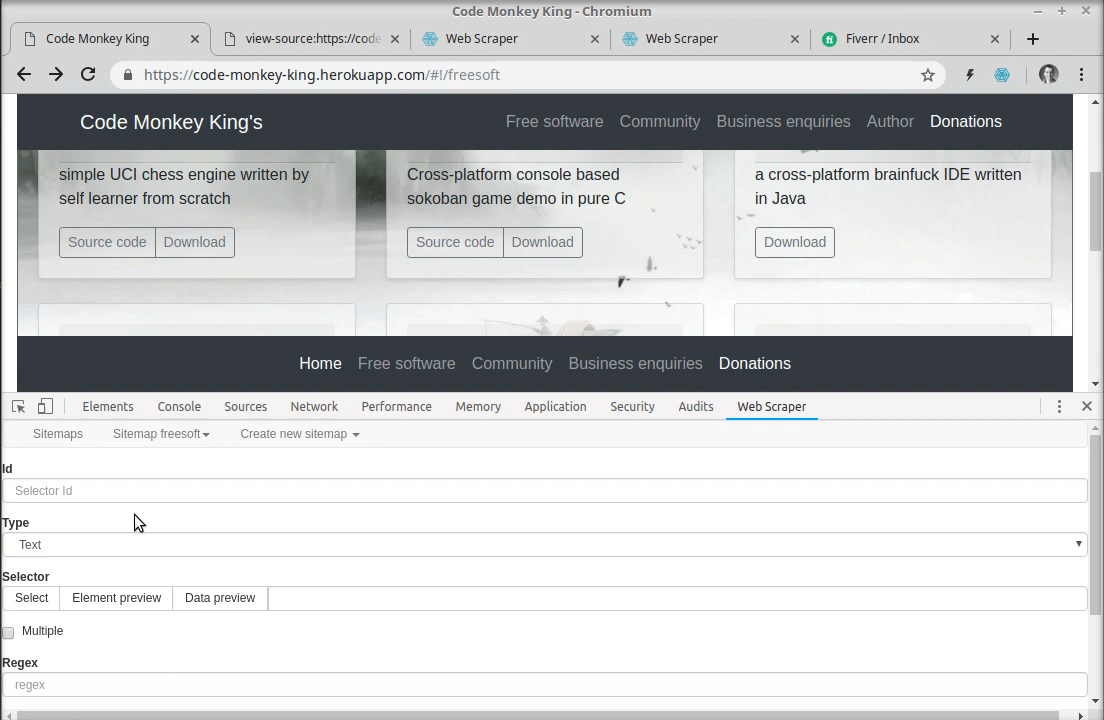 Code Monkey King - Chromium
Code Monkey King
view-source:https://code
Web Scraper
Web Scraper
Fiverr / Inbox
https://code-monkey-king.herokuapp.com/#!/freesoft
Code Monkey King's
Free software Community Business enquiries Author Donations
simple UCI chess engine written by
self learner from scratch
Source code Download
Cross-platform console based
sokoban game demo in pure C
Source code Download
a cross-platform brainfuck IDE written
in Java
Download
Home Free software Community Business enquiries Donations
Elements Console Sources Network Performance Memory Application Security Audits Web Scraper
Sitemaps Sitemap freesoft Create new sitemap
Id
Selector Id
Type
Text
Selector
Select Element preview Data preview
Multiple
Regex
regex